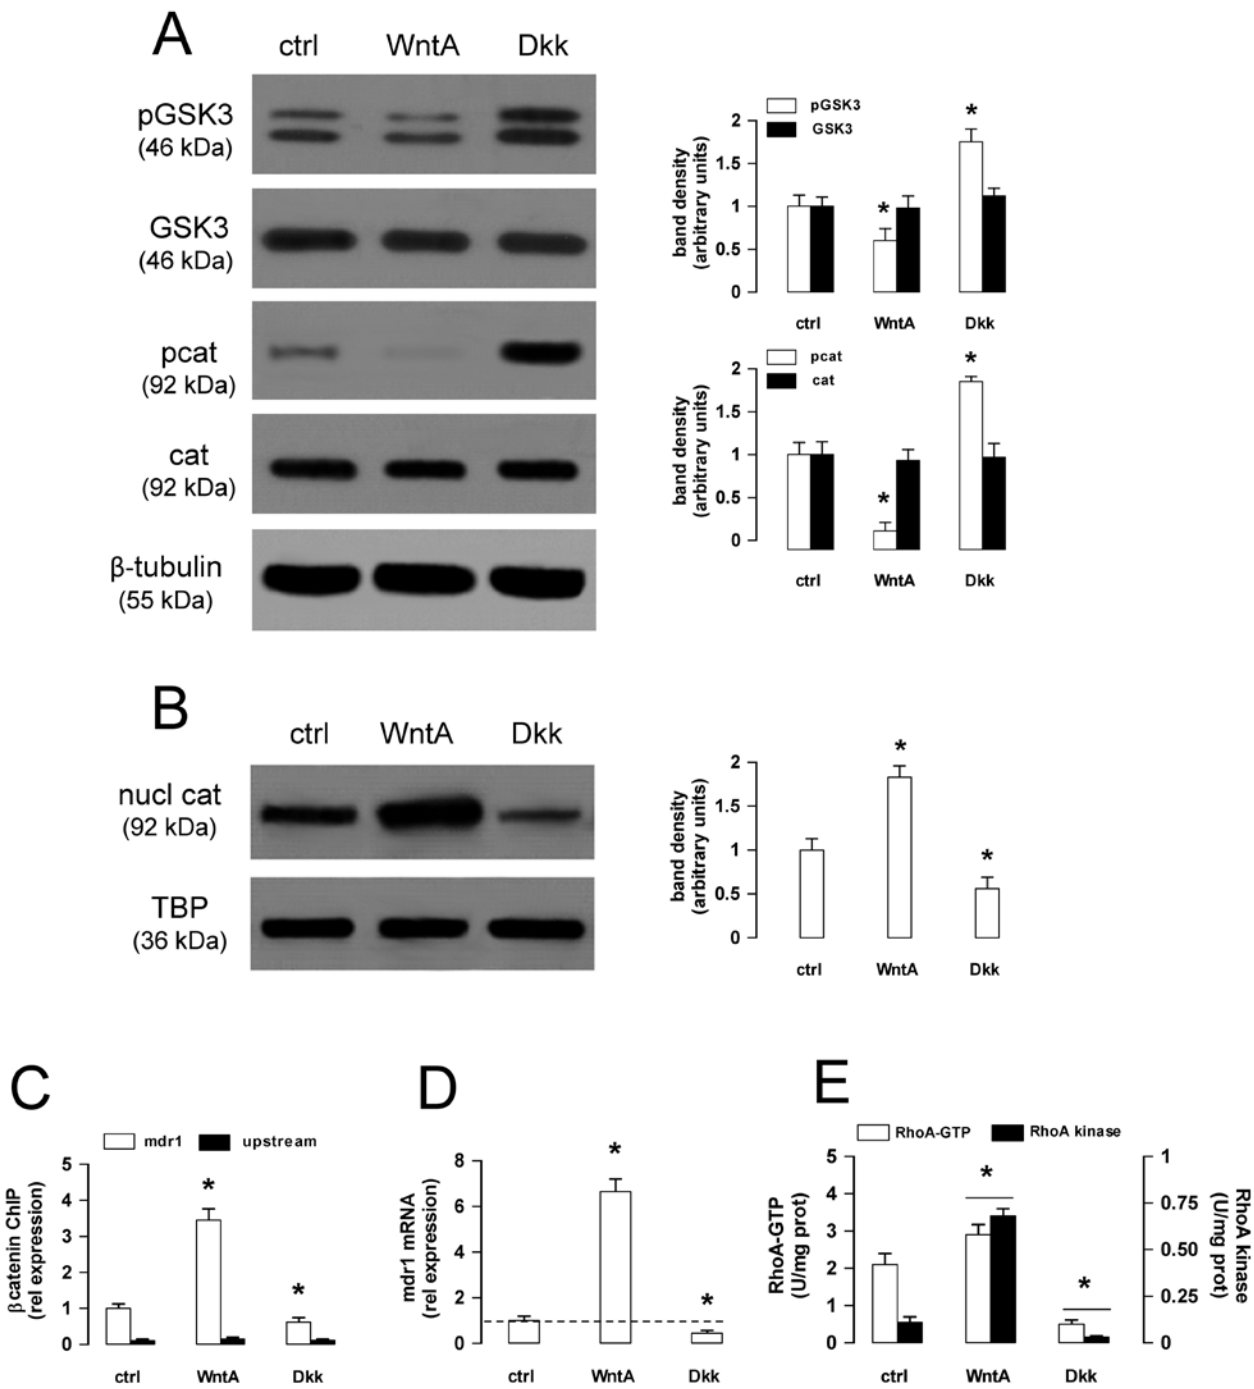 A
ctrl WntA Dkk
pGSK3
(46 kDa)
GSK3
(46 kDa)
pcat
(92 kDa)
cat
(92 kDa)
β-tubulin
(55 kDa)
pGSK3
GSK3
band density
(arbitrary units)
2
1.5
1
0.5
0
*
*
ctrl WntA Dkk
pcat
cat
band density
(arbitrary units)
2
1.5
1
0.5
0
*
*
ctrl WntA Dkk
B
ctrl WntA Dkk
nucl cat
(92 kDa)
TBP
(36 kDa)
band density
(arbitrary units)
2
1.5
1
0.5
0
*
*
ctrl WntA Dkk
C
mdr1 upstream
βcatenin ChIP
(rel expression)
5
4
3
2
1
0
*
*
ctrl WntA Dkk
D
mdr1 mRNA
(rel expression)
8
6
4
2
0
*
*
ctrl WntA Dkk
E
RhoA-GTP RhoA kinase
RhoA-GTP
(U/mg prot)
5
4
3
2
1
0
*
*
1
0.75
0.50
0.25
0
RhoA kinase
(U/mg prot)
ctrl WntA Dkk